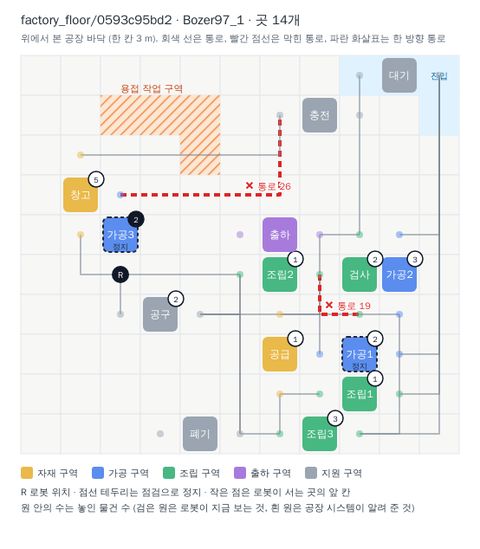 factory_floor/0593c95bd2 · Bozer97_1 · 곳 14개
위에서 본 공장 바닥 (한 칸 3 m). 회색 선은 통로, 빨간 점선은 막힌 통로, 파란 화살표는 한 방향 통로
대기
진입
용접 작업 구역
충전
5
창고
✕ 통로 26
2
가공3
정지
출하
1
조립2
2
검사
3
가공2
R
2
공구
✕ 통로 19
1
공급
2
가공1
정지
1
조립1
폐기
3
조립3
자재 구역
가공 구역
조립 구역
출하 구역
지원 구역
R 로봇 위치 · 점선 테두리는 점검으로 정지 · 작은 점은 로봇이 서는 곳의 앞 칸
원 안의 수는 놓인 물건 수 (검은 원은 로봇이 지금 보는 것, 흰 원은 공장 시스템이 알려 준 것)